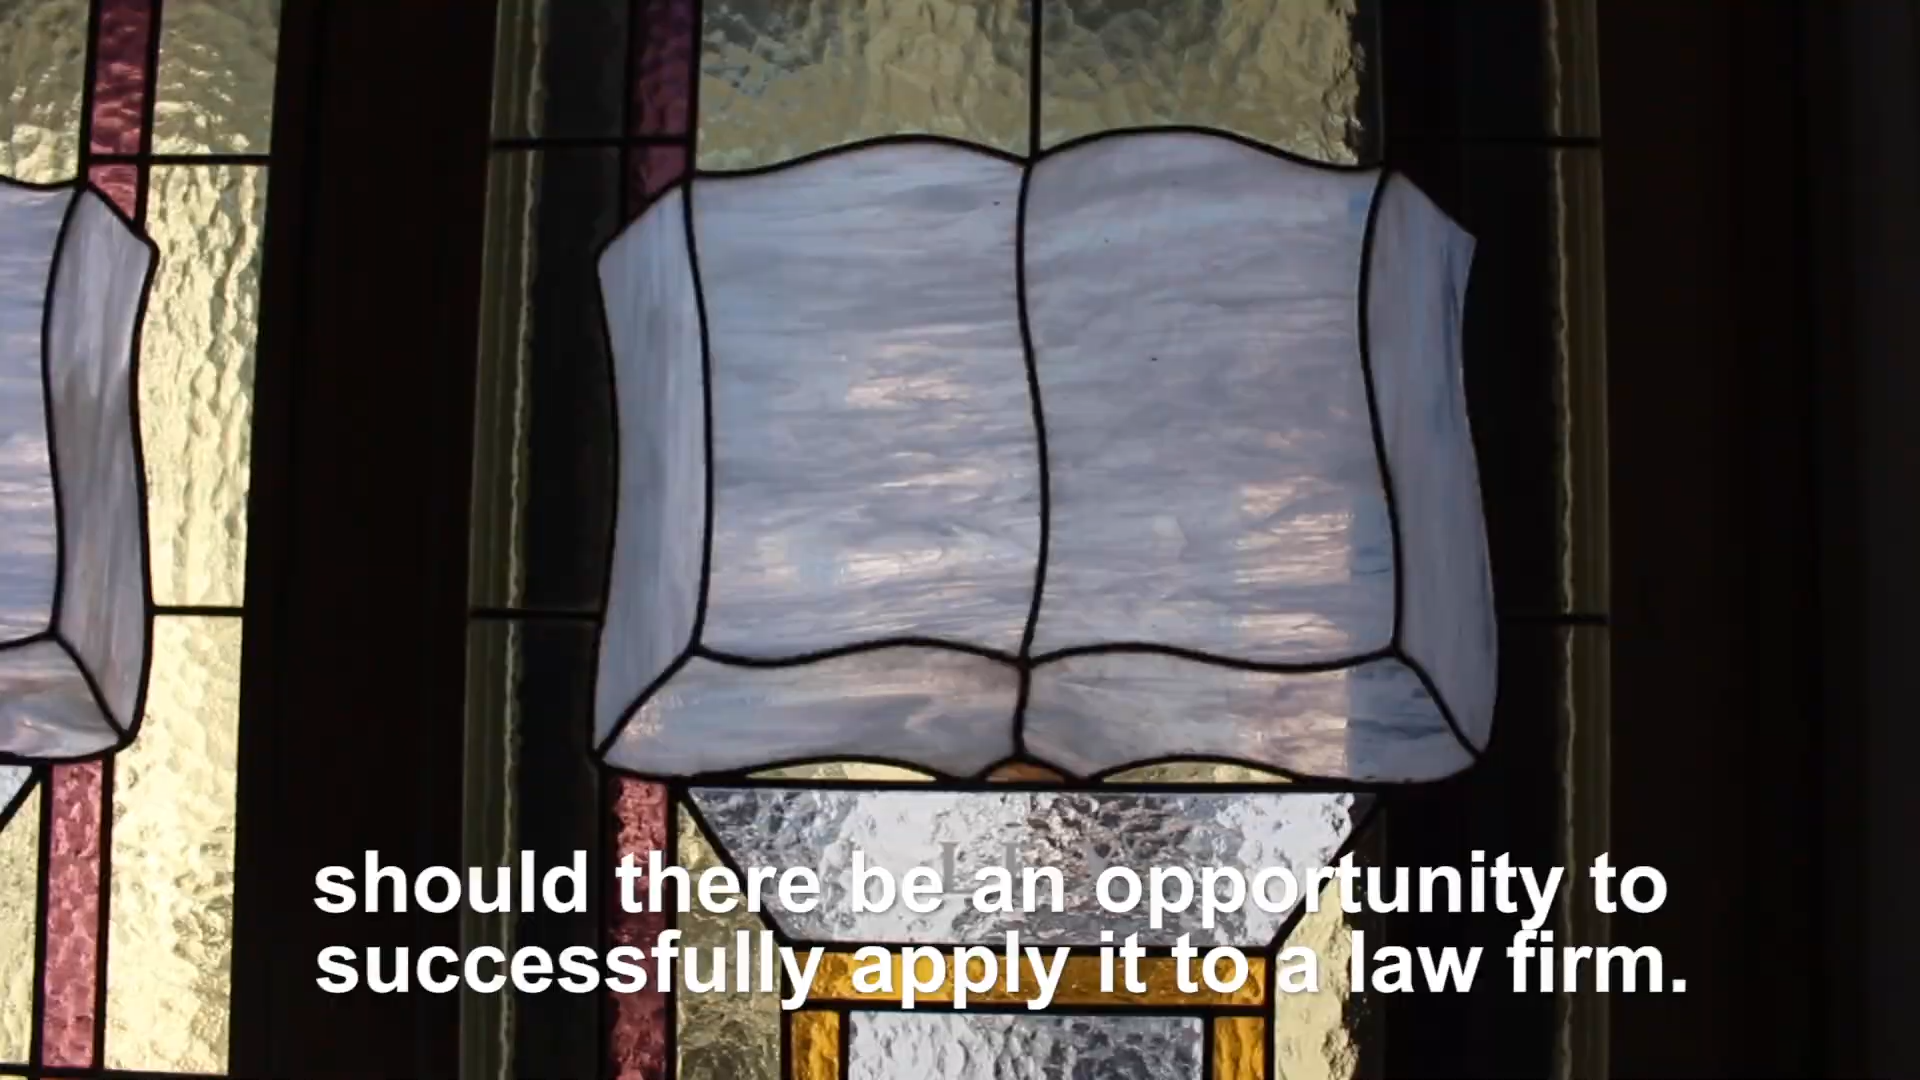 should there be an opportunity to
successfully apply it to a law firm.